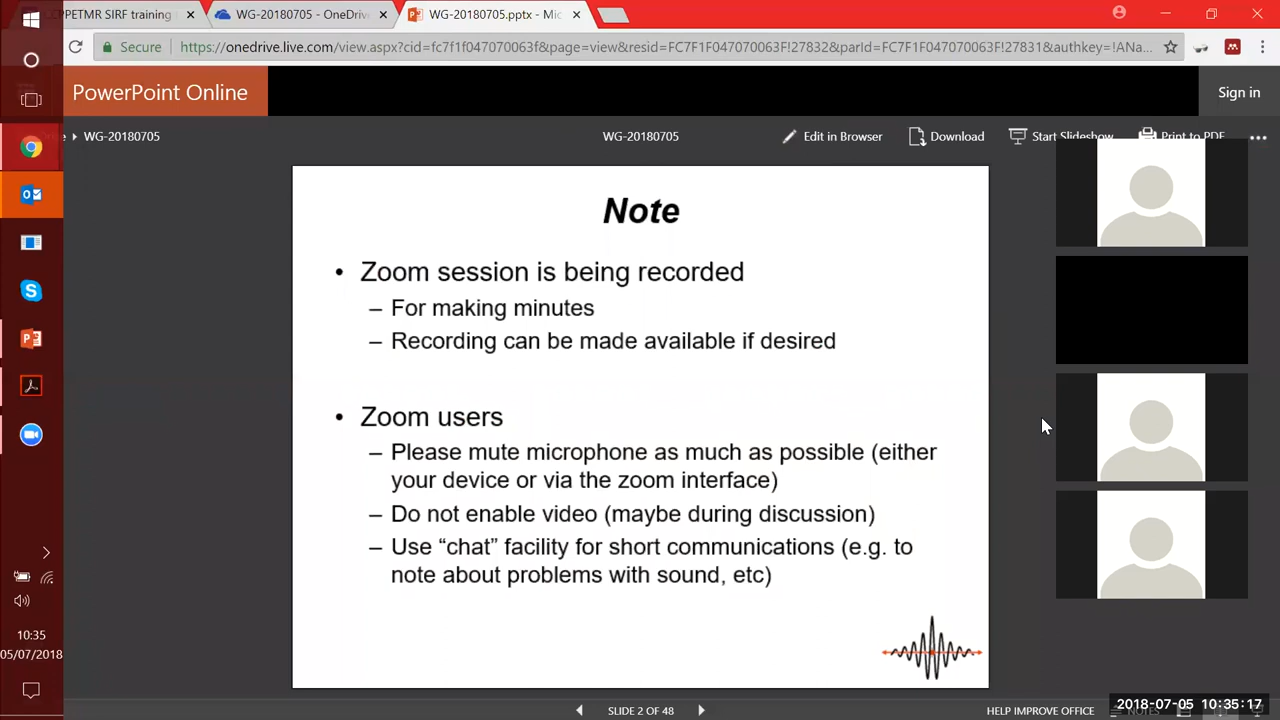 CPPETMR SIRF training
WG-20180705 - OneDrive
WG-20180705.pptx - Mic
Secure
https://onedrive.live.com/view.aspx?cid=fc7f1f047070063f&page=view&resid=FC7F1F047070063F!27832&parId=FC7F1F047070063F!27831&authkey=!ANa...
PowerPoint Online
Sign in
WG-20180705
WG-20180705
Edit in Browser
Download
Start Slideshow
Print to PDF
Note
• Zoom session is being recorded
– For making minutes
– Recording can be made available if desired
• Zoom users
– Please mute microphone as much as possible (either
your device or via the zoom interface)
– Do not enable video (maybe during discussion)
– Use “chat” facility for short communications (e.g. to
note about problems with sound, etc)
10:35
05/07/2018
SLIDE 2 OF 48
HELP IMPROVE OFFICE
NOTES
2018-07-05 10:35:17